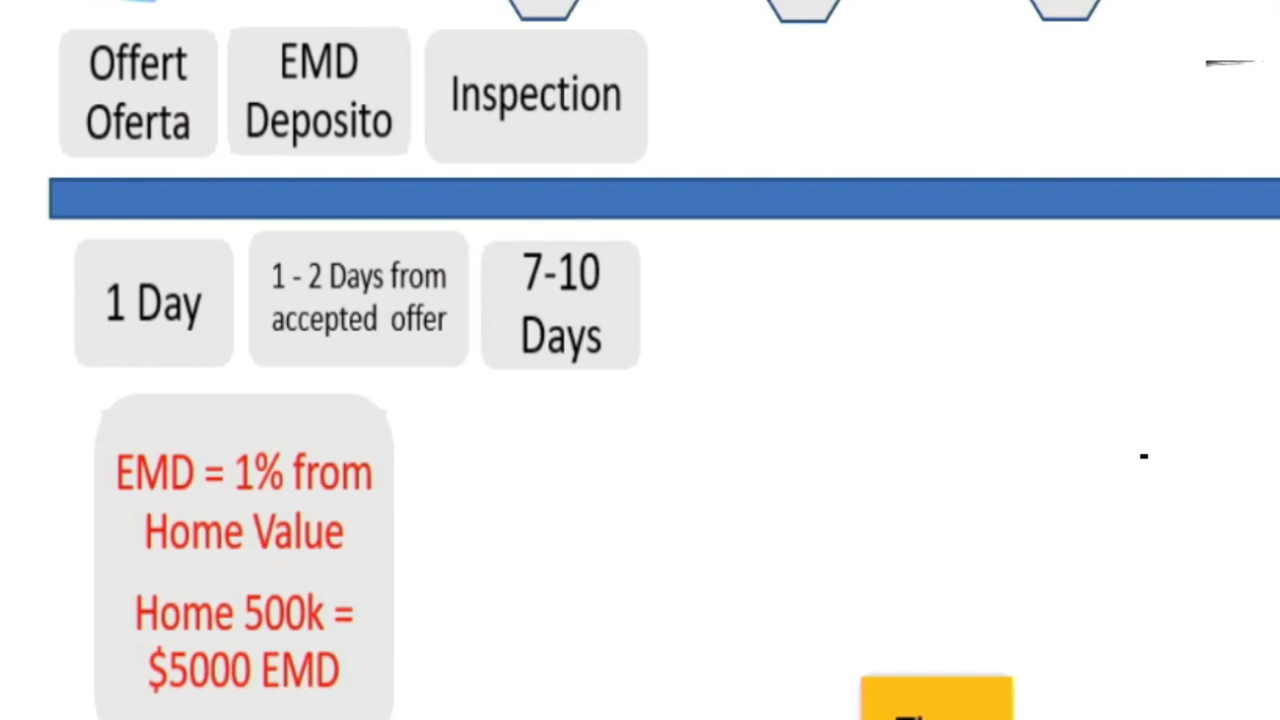 Offert
Oferta
EMD
Deposito
Inspection
1 Day
1 - 2 Days from
accepted offer
7-10
Days
EMD = 1% from
Home Value
Home 500k =
$5000 EMD